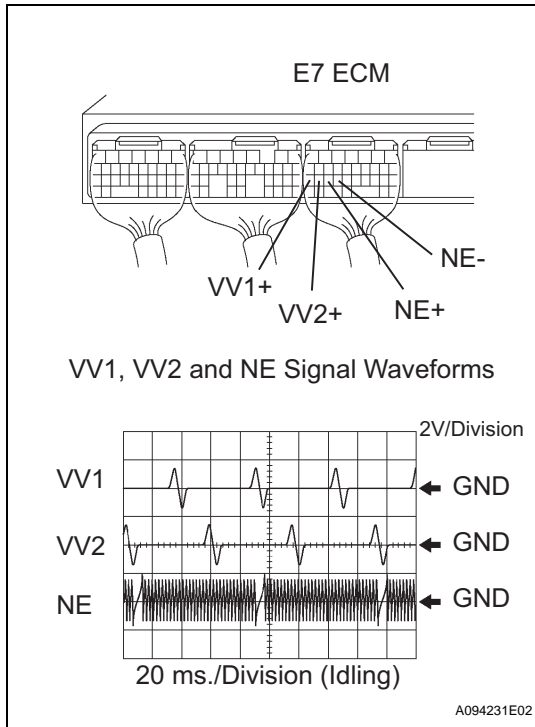 E7 ECM
NE-
VV1+
NE+
VV2+
VV1, VV2 and NE Signal Waveforms
2V/Division
VV1
GND
VV2
GND
NE
GND
20 ms./Division (Idling)
A094231E02